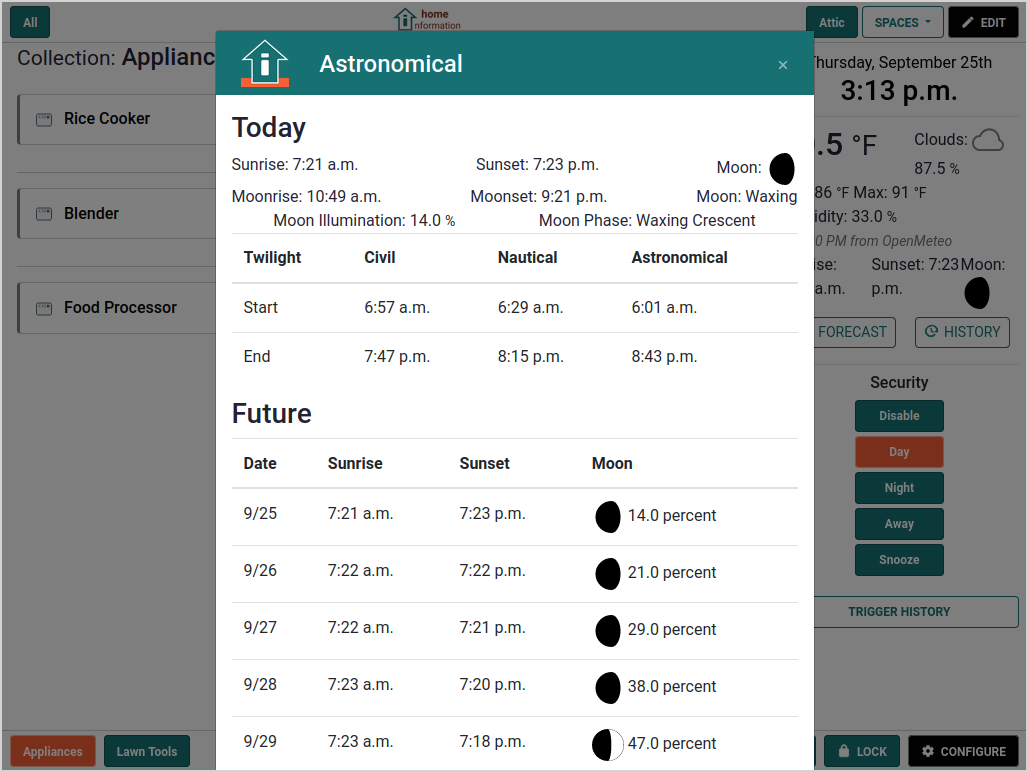 All
home
nformation
Attic
SPACES
EDIT
Collection: Applianc
Rice Cooker
Blender
Food Processor
Astronomical
×
Today
Sunrise: 7:21 a.m.
Sunset: 7:23 p.m.
Moon:
Moonrise: 10:49 a.m.
Moonset: 9:21 p.m.
Moon: Waxing
Moon Illumination: 14.0 %
Moon Phase: Waxing Crescent
Twilight Civil Nautical Astronomical
Start 6:57 a.m. 6:29 a.m. 6:01 a.m.
End 7:47 p.m. 8:15 p.m. 8:43 p.m.
Future
Date Sunrise Sunset Moon
9/25 7:21 a.m. 7:23 p.m. 14.0 percent
9/26 7:22 a.m. 7:22 p.m. 21.0 percent
9/27 7:22 a.m. 7:21 p.m. 29.0 percent
9/28 7:23 a.m. 7:20 p.m. 38.0 percent
9/29 7:23 a.m. 7:18 p.m. 47.0 percent
hursday, September 25th
3:13 p.m.
.5 °F
Clouds:
87.5 %
86 °F Max: 91 °F
idity: 33.0 %
0 PM from OpenMeteo
ise:
a.m.
Sunset: 7:23
p.m.
Moon:
FORECAST
HISTORY
Security
Disable
Day
Night
Away
Snooze
TRIGGER HISTORY
Appliances
Lawn Tools
LOCK
CONFIGURE